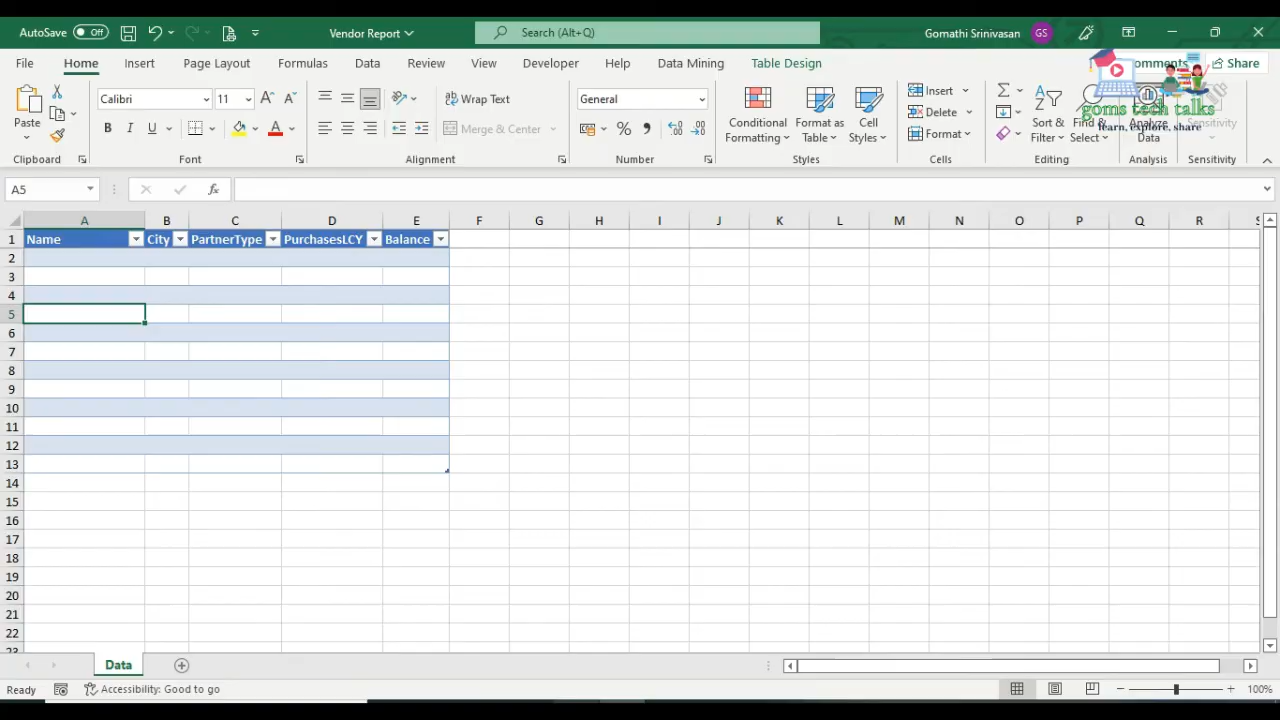 AutoSave Off Vendor Report Search (Alt+Q) Gomathi Srinivasan GS
File Home Insert Page Layout Formulas Data Review View Developer Help Data Mining Table Design Comments Share
Paste Calibri 11 A A Wrap Text General Conditional Formatting Format as Table Cell Styles Insert Sort & Filter Find & Select Analyze Data Sensitivity
B I U A Merge & Center % Delete
Format
Clipboard Font Alignment Number Styles Cells Editing Analysis Sensitivity
goms tech talks
learn, explore, share
A5 fx
A B C D E F G H I J K L M N O P Q R S
1 Name City PartnerType PurchasesLCY Balance
2
3
4
5
6
7
8
9
10
11
12
13
14
15
16
17
18
19
20
21
22
23
Data
Ready Accessibility: Good to go 100%